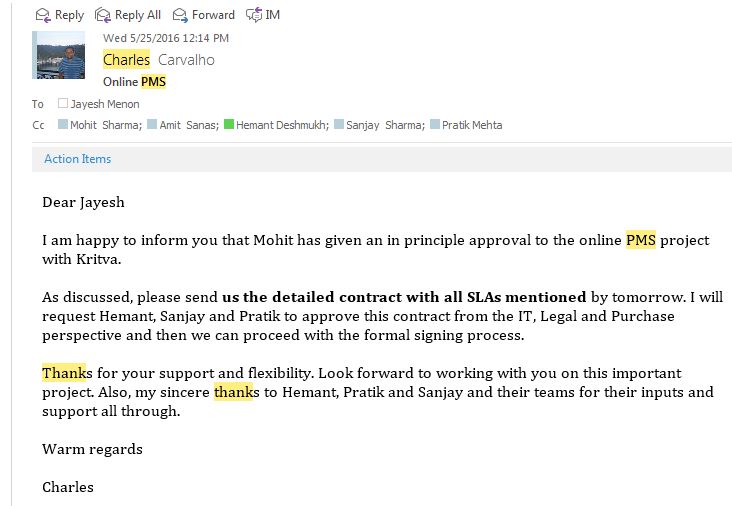 Reply Reply All Forward IM
Wed 5/25/2016 12:14 PM
Charles Carvalho
Online PMS
To Jayesh Menon
Cc Mohit Sharma; Amit Sanas; Hemant Deshmukh; Sanjay Sharma; Pratik Mehta
Action Items
Dear Jayesh
I am happy to inform you that Mohit has given an in principle approval to the online PMS project
with Kritva.
As discussed, please send us the detailed contract with all SLAs mentioned by tomorrow. I will
request Hemant, Sanjay and Pratik to approve this contract from the IT, Legal and Purchase
perspective and then we can proceed with the formal signing process.
Thanks for your support and flexibility. Look forward to working with you on this important
project. Also, my sincere thanks to Hemant, Pratik and Sanjay and their teams for their inputs and
support all through.
Warm regards
Charles